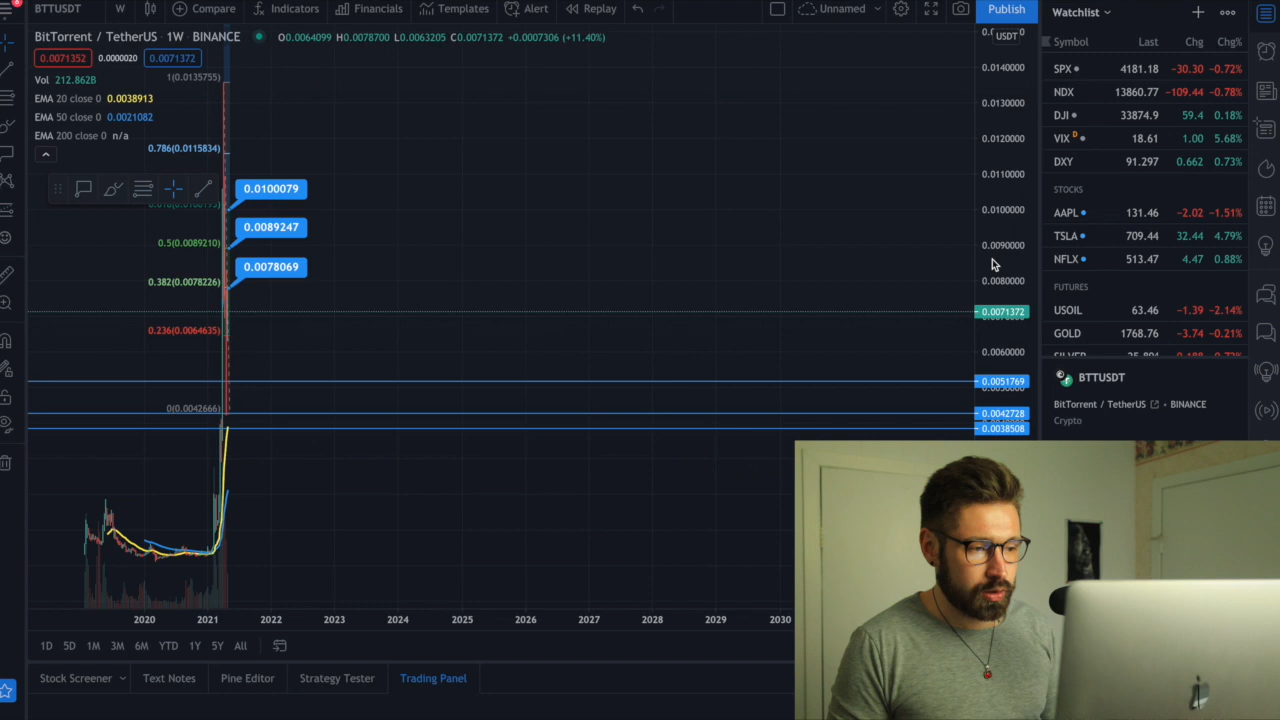 BTTUSDT W Compare Indicators Financials Templates Alert Replay Unnamed Publish
BitTorrent / TetherUS · 1W · BINANCE O0.0064099 H0.0078700 L0.0063205 C0.0071372 +0.0007306 (+11.40%)
0.0071352 0.0000020 0.0071372
Vol 212.862B
EMA 20 close 0 0.0038913
EMA 50 close 0 0.0021082
EMA 200 close 0 n/a
1(0.0135755)
0.786(0.0115834)
0.5(0.0089210)
0.382(0.0078226)
0.236(0.0064635)
0(0.0042666)
0.0100079
0.0089247
0.0078069
USDT
0.0140000
0.0130000
0.0120000
0.0110000
0.0100000
0.0090000
0.0080000
0.0071372
0.0060000
0.0051769
0.0042728
0.0038508
2020 2021 2022 2023 2024 2025 2026 2027 2028 2029 2030
1D 5D 1M 3M 6M YTD 1Y 5Y All
Stock Screener Text Notes Pine Editor Strategy Tester Trading Panel
Watchlist
Symbol Last Chg Chg%
SPX 4181.18 -30.30 -0.72%
NDX 13860.77 -109.44 -0.78%
DJI 33874.9 59.4 0.18%
VIX D 18.61 1.00 5.68%
DXY 91.297 0.662 0.73%
STOCKS
AAPL 131.46 -2.02 -1.51%
TSLA 709.44 32.44 4.79%
NFLX 513.47 4.47 0.88%
FUTURES
USOIL 63.46 -1.39 -2.14%
GOLD 1768.76 -3.74 -0.21%
BTTUSDT
BitTorrent / TetherUS BINANCE
Crypto